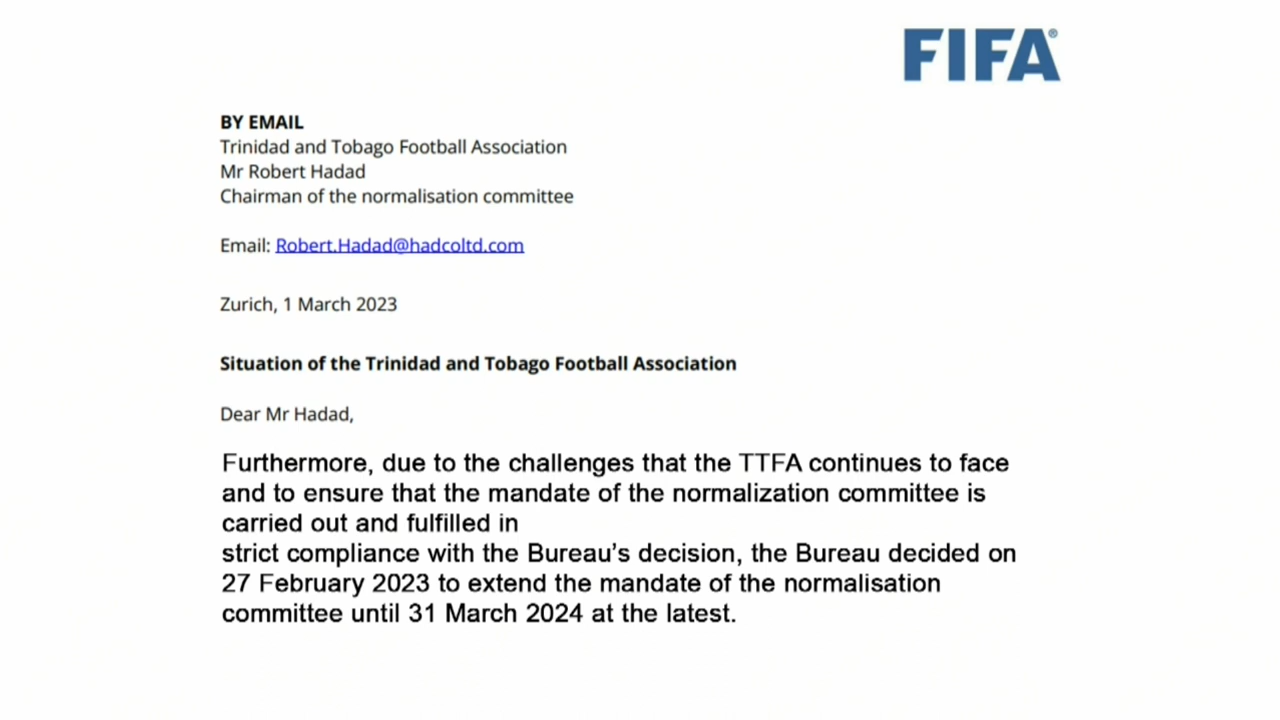 FIFA®
BY EMAIL
Trinidad and Tobago Football Association
Mr Robert Hadad
Chairman of the normalisation committee
Email: Robert.Hadad@hadcoltd.com
Zurich, 1 March 2023
Situation of the Trinidad and Tobago Football Association
Dear Mr Hadad,
Furthermore, due to the challenges that the TTFA continues to face
and to ensure that the mandate of the normalization committee is
carried out and fulfilled in
strict compliance with the Bureau’s decision, the Bureau decided on
27 February 2023 to extend the mandate of the normalisation
committee until 31 March 2024 at the latest.